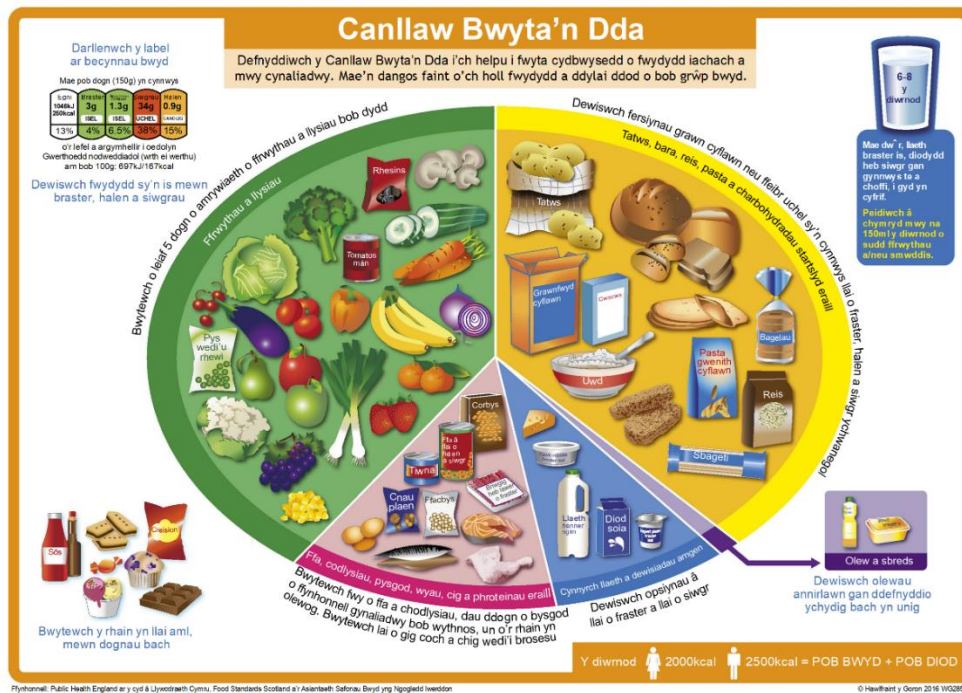 Canllaw Bwyta'n Dda
Defnyddiwch y Canllaw Bwyta'n Dda i'ch helpu i fwyta cydbwysedd o fwydydd iachach a
mwy cynaliadwy. Mae'n dangos faint o'ch holl fwydydd a ddylai ddod o bob grŵp bwyd.
Darllenwch y label
ar becynnau bwyd
Mae pob dogn (150g) yn cynnwys
Egni
1046kJ
250kcal
13%
Braster
3g
ISEL
4%
1.3g
ISEL
6.5%
Siwgrau
34g
UCHEL
38%
Halen
0.9g
15%
o'r lefel a argymhellir i oedolyn
Gwerthoedd nodweddadol (wrth ei werthu)
am bob 100g: 697kJ/167kcal
Dewiswch fwydydd sy'n is mewn
braster, halen a siwgrau
6-8
y
diwrnod
Mae dŵr, llaeth
braster is, diodydd
heb siwgr gan
gynnwys te a
choffi, i gyd yn
cyfrif.
Peidiwch â
chymryd mwy na
150ml y diwrnod o
sudd ffrwythau
a/neu smwddis.
Bwytewch o leiaf 5 dogn o amrywiaeth o ffrwythau a llysiau bob dydd
Ffrwythau a llysiau
Rhesins
Tomatos
mân
Pys
wedi'u
rhewi
Dewiswch fersiynau grawn cyflawn neu ffeibr uchel sy'n cynnwys llai o fraster, halen a siwgr ychwanegol
Tatws, bara, reis, pasta a charbohydradau startslyd eraill
Tatws
Grawnfwyd
cyflawn
Cwscws
Bagelau
Uwd
Pasta
gwenith
cyflawn
Reis
Sbageti
Corbys
Ffa â
llai o
halen
a siwgr
Tiwna
Briwgig
heb lawer
o fraster
Cnau
plaen
Ffacbys
Ffa, codlysiau, pysgod, wyau, cig a phroteinau eraill
Bwytewch fwy o ffa a chodlysiau, dau ddogn o bysgod
o ffynhonnell gynaliadwy bob wythnos, un o'r rhain yn
olewog. Bwytewch lai o gig coch a chig wedi'i brosesu
Llaeth
hanner
sgim
Diod
soia
Cynnyrch llaeth a dewisiadau amgen
Dewiswch opsiynau â
llai o fraster a llai o siwgr
Olew a sbreds
Dewiswch olewau
annirlawn gan ddefnyddio
ychydig bach yn unig
Sôs
Creision
Bwytewch y rhain yn llai aml,
mewn dognau bach
Y diwrnod 2000kcal 2500kcal = POB BWYD + POB DIOD
Ffynhonnell: Public Health England ar y cyd â Llywodraeth Cymru, Food Standards Scotland a'r Asiantaeth Safonau Bwyd yng Ngogledd Iwerddon
© Hawlfraint y Goron 2016 WG285